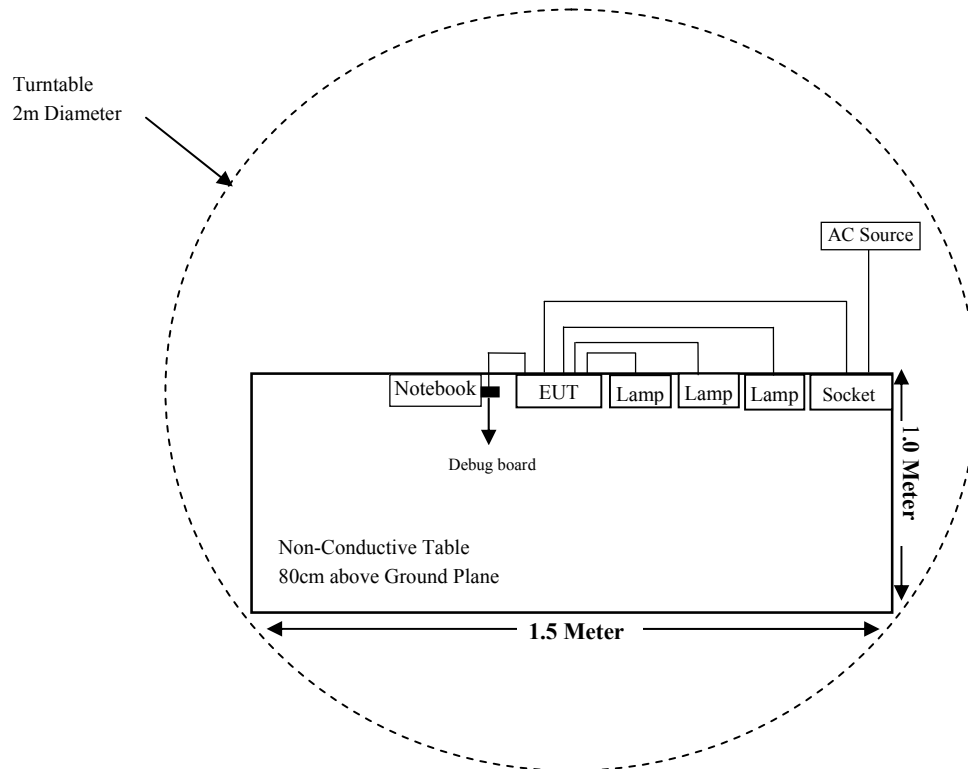 Turntable
2m Diameter
AC Source
Notebook
EUT
Lamp
Lamp
Lamp
Socket
Debug board
1.0 Meter
Non-Conductive Table
80cm above Ground Plane
1.5 Meter